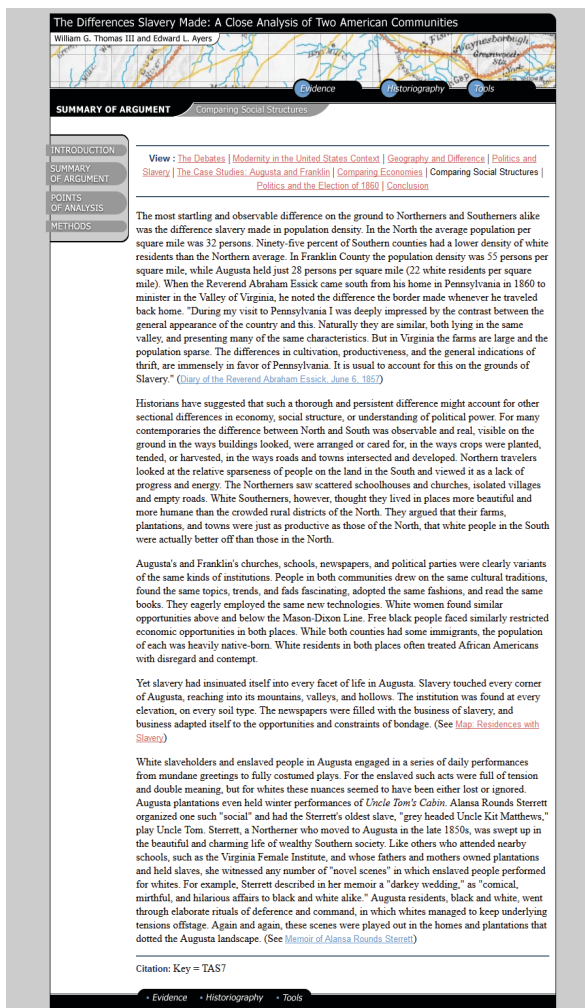 The Differences Slavery Made: A Close Analysis of Two American Communities
William G. Thomas III and Edward L. Ayers
Evidence
Historiography
Tools
SUMMARY OF ARGUMENT
Comparing Social Structures
INTRODUCTION
SUMMARY
OF ARGUMENT
POINTS
OF ANALYSIS
METHODS
View : The Debates | Modernity in the United States Context | Geography and Difference | Politics and
Slavery | The Case Studies: Augusta and Franklin | Comparing Economies | Comparing Social Structures |
Politics and the Election of 1860 | Conclusion
The most startling and observable difference on the ground to Northerners and Southerners alike
was the difference slavery made in population density. In the North the average population per
square mile was 32 persons. Ninety-five percent of Southern counties had a lower density of white
residents than the Northern average. In Franklin County the population density was 55 persons per
square mile, while Augusta held just 28 persons per square mile (22 white residents per square
mile). When the Reverend Abraham Essick came south from his home in Pennsylvania in 1860 to
minister in the Valley of Virginia, he noted the difference the border made whenever he traveled
back home. "During my visit to Pennsylvania I was deeply impressed by the contrast between the
general appearance of the country and this. Naturally they are similar, both lying in the same
valley, and presenting many of the same characteristics. But in Virginia the farms are large and the
population sparse. The differences in cultivation, productiveness, and the general indications of
thrift, are immensely in favor of Pennsylvania. It is usual to account for this on the grounds of
Slavery." (Diary of the Reverend Abraham Essick, June 6, 1857)
Historians have suggested that such a thorough and persistent difference might account for other
sectional differences in economy, social structure, or understanding of political power. For many
contemporaries the difference between North and South was observable and real, visible on the
ground in the ways buildings looked, were arranged or cared for, in the ways crops were planted,
tended, or harvested, in the ways roads and towns intersected and developed. Northern travelers
looked at the relative sparseness of people on the land in the South and viewed it as a lack of
progress and energy. The Northerners saw scattered schoolhouses and churches, isolated villages
and empty roads. White Southerners, however, thought they lived in places more beautiful and
more humane than the crowded rural districts of the North. They argued that their farms,
plantations, and towns were just as productive as those of the North, that white people in the South
were actually better off than those in the North.
Augusta's and Franklin's churches, schools, newspapers, and political parties were clearly variants
of the same kinds of institutions. People in both communities drew on the same cultural traditions,
found the same topics, trends, and fads fascinating, adopted the same fashions, and read the same
books. They eagerly employed the same new technologies. White women found similar
opportunities above and below the Mason-Dixon Line. Free black people faced similarly restricted
economic opportunities in both places. While both counties had some immigrants, the population
of each was heavily native-born. White residents in both places often treated African Americans
with disregard and contempt.
Yet slavery had insinuated itself into every facet of life in Augusta. Slavery touched every corner
of Augusta, reaching into its mountains, valleys, and hollows. The institution was found at every
elevation, on every soil type. The newspapers were filled with the business of slavery, and
business adapted itself to the opportunities and constraints of bondage. (See Map: Residences with
Slavery)
White slaveholders and enslaved people in Augusta engaged in a series of daily performances
from mundane greetings to fully costumed plays. For the enslaved such acts were full of tension
and double meaning, but for whites these nuances seemed to have been either lost or ignored.
Augusta plantations even held winter performances of Uncle Tom's Cabin. Alansa Rounds Sterrett
organized one such "social" and had the Sterrett's oldest slave, "grey headed Uncle Kit Matthews,"
play Uncle Tom. Sterrett, a Northerner who moved to Augusta in the late 1850s, was swept up in
the beautiful and charming life of wealthy Southern society. Like others who attended nearby
schools, such as the Virginia Female Institute, and whose fathers and mothers owned plantations
and held slaves, she witnessed any number of "novel scenes" in which enslaved people performed
for whites. For example, Sterrett described in her memoir a "darkey wedding," as "comical,
mirthful, and hilarious affairs to black and white alike." Augusta residents, black and white, went
through elaborate rituals of deference and command, in which whites managed to keep underlying
tensions offstage. Again and again, these scenes were played out in the homes and plantations that
dotted the Augusta landscape. (See Memoir of Alansa Rounds Sterrett)
Citation: Key = TAS7
• Evidence • Historiography • Tools